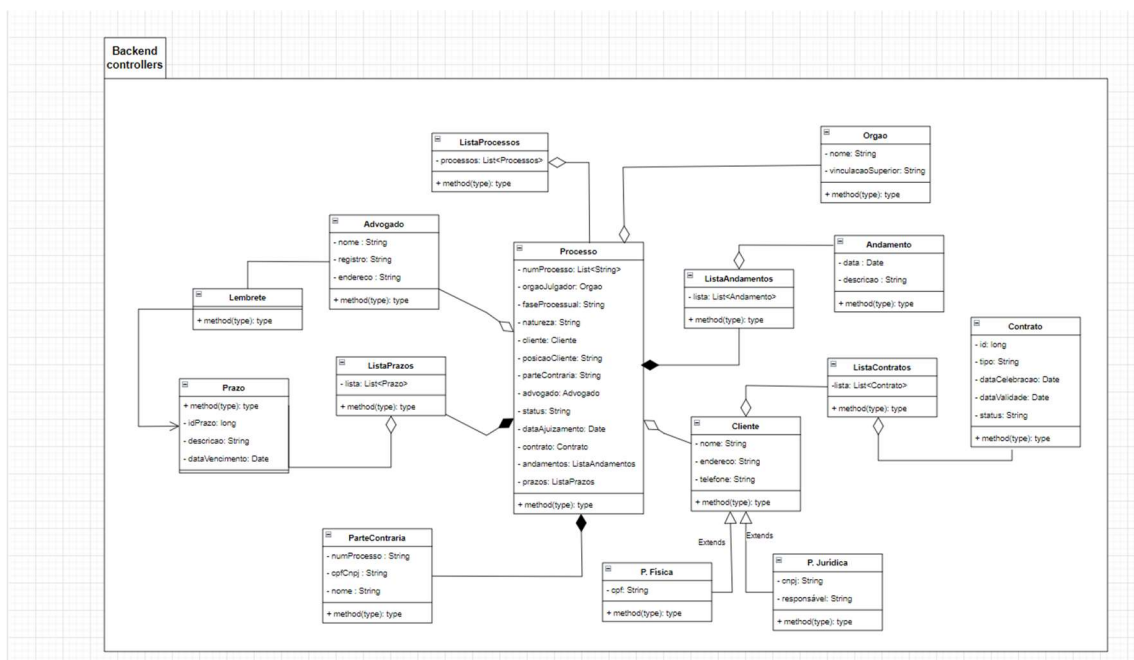 Backend
controllers
ListaProcessos
- processos: List<Processos>
+ method(type): type
Orgao
- nome: String
- vinculacaoSuperior: String
+ method(type): type
Advogado
- nome : String
- registro: String
- endereco : String
+ method(type): type
Processo
- numProcesso: List<String>
- orgaoJulgador: Orgao
- faseProcessual: String
- natureza: String
- cliente: Cliente
- posicaoCliente: String
- parteContraria: String
- advogado: Advogado
- status: String
- dataAjuizamento: Date
- contrato: Contrato
- andamentos: ListaAndamentos
- prazos: ListaPrazos
+ method(type): type
ListaAndamentos
- lista: List<Andamento>
+ method(type): type
Andamento
- data : Date
- descricao : String
+ method(type): type
Lembrete
+ method(type): type
Contrato
- id: long
- tipo: String
- dataCelebracao: Date
- dataValidade: Date
- status: String
+ method(type): type
ListaPrazos
- lista: List<Prazo>
+ method(type): type
ListaContratos
-lista: List<Contrato>
+ method(type): type
Prazo
+ method(type): type
- idPrazo: long
- descricao: String
- dataVencimento: Date
Cliente
- nome: String
- endereco: String
- telefone: String
+ method(type): type
Extends
Extends
ParteContraria
- numProcesso : String
- cpfCnpj : String
- nome : String
+ method(type): type
P. Física
- cpf: String
+ method(type): type
P. Jurídica
- cnpj: String
- responsável: String
+ method(type): type